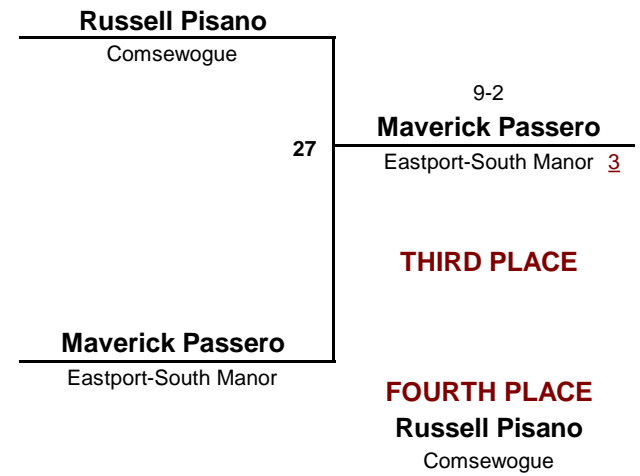 Russell Pisano
Comsewogue
9-2
Maverick Passero
27
Eastport-South Manor 3
THIRD PLACE
Maverick Passero
Eastport-South Manor
FOURTH PLACE
Russell Pisano
Comsewogue